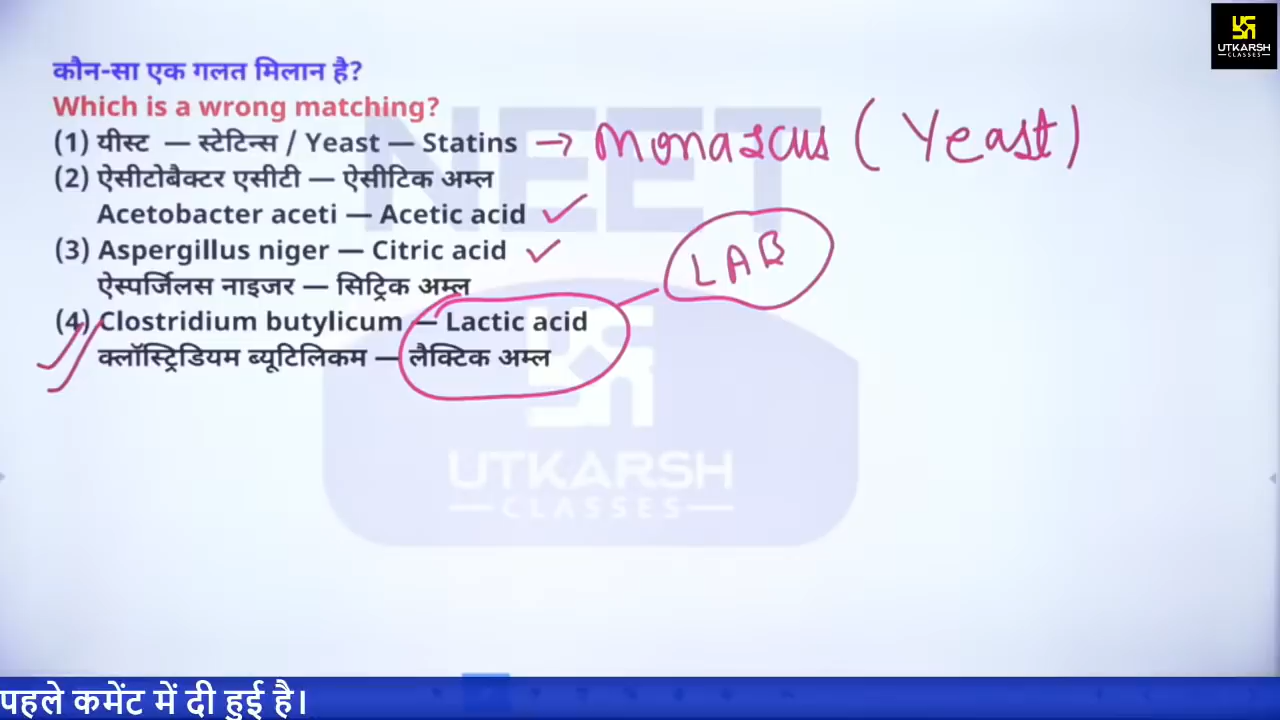 UTKARSH
CLASSES
कौन-सा एक गलत मिलान है?
Which is a wrong matching?
(1) यीस्ट — स्टेटिन्स / Yeast — Statins → Monascus (Yeast)
(2) ऐसीटोबैक्टर एसीटी — ऐसीटिक अम्ल
Acetobacter aceti — Acetic acid
(3) Aspergillus niger — Citric acid
ऐस्पर्जिलस नाइजर — सिट्रिक अम्ल
LAB
(4) Clostridium butylicum — Lactic acid
क्लॉस्ट्रिडियम ब्यूटिलिकम — लैक्टिक अम्ल
NEET
UTKARSH
CLASSES
पहले कमेंट में दी हुई है।